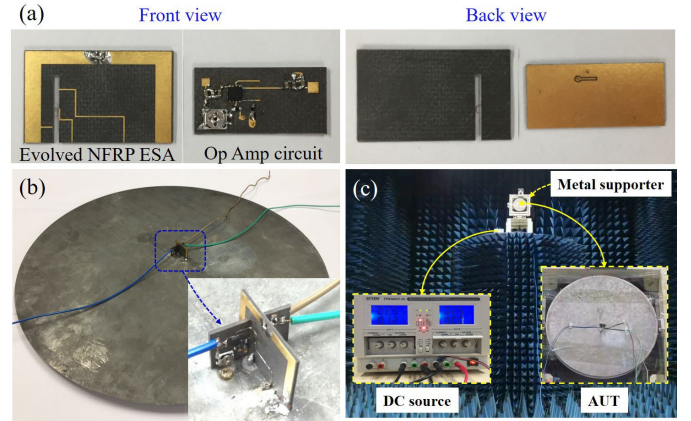 (a)
Front view
Back view
Evolved NFRP ESA
Op Amp circuit
(b)
(c)
Metal supporter
DC source
AUT